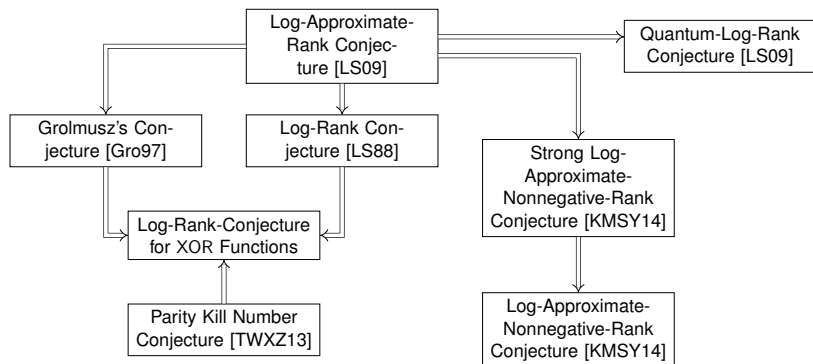 Log-Approximate-
Rank Conjec-
ture [LS09]
Quantum-Log-Rank
Conjecture [LS09]
Grolmusz's Con-
jecture [Gro97]
Log-Rank Con-
jecture [LS88]
Strong Log-
Approximate-
Nonnegative-Rank
Conjecture [KMSY14]
Log-Rank-Conjecture
for XOR Functions
Parity Kill Number
Conjecture [TWXZ13]
Log-Approximate-
Nonnegative-Rank
Conjecture [KMSY14]